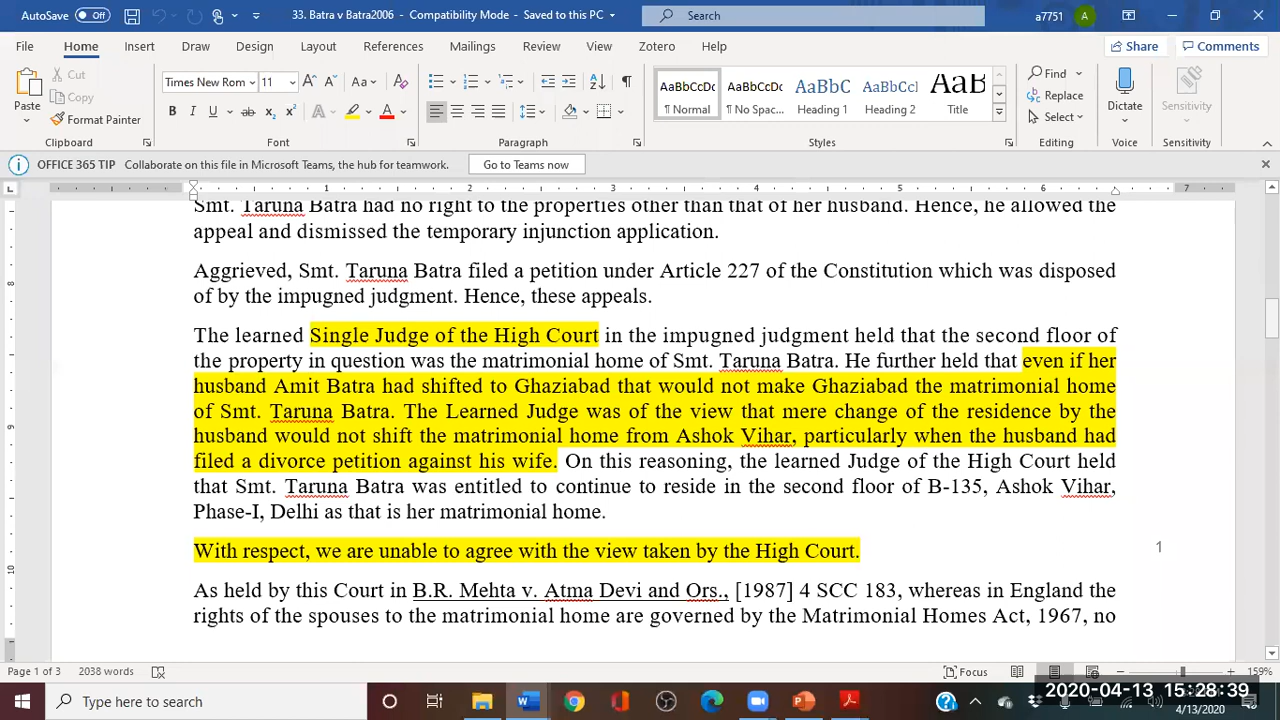 AutoSave Off 33. Batra v Batra2006 - Compatibility Mode - Saved to this PC Search a7751 A
File Home Insert Draw Design Layout References Mailings Review View Zotero Help Share Comments
Paste Cut Copy Format Painter Times New Rom 11 AaBbCcDc AaBbCcDc AaBbC AaBbCcl AaB Find Replace Select Dictate Sensitivity
¶ Normal ¶ No Spac... Heading 1 Heading 2 Title
Clipboard Font Paragraph Styles Editing Voice Sensitivity
OFFICE 365 TIP Collaborate on this file in Microsoft Teams, the hub for teamwork. Go to Teams now
1 2 3 4 5 6 7
Smt. Taruna Batra had no right to the properties other than that of her husband. Hence, he allowed the
appeal and dismissed the temporary injunction application.
Aggrieved, Smt. Taruna Batra filed a petition under Article 227 of the Constitution which was disposed
of by the impugned judgment. Hence, these appeals.
The learned Single Judge of the High Court in the impugned judgment held that the second floor of
the property in question was the matrimonial home of Smt. Taruna Batra. He further held that even if her
husband Amit Batra had shifted to Ghaziabad that would not make Ghaziabad the matrimonial home
of Smt. Taruna Batra. The Learned Judge was of the view that mere change of the residence by the
husband would not shift the matrimonial home from Ashok Vihar, particularly when the husband had
filed a divorce petition against his wife. On this reasoning, the learned Judge of the High Court held
that Smt. Taruna Batra was entitled to continue to reside in the second floor of B-135, Ashok Vihar,
Phase-I, Delhi as that is her matrimonial home.
With respect, we are unable to agree with the view taken by the High Court. 1
As held by this Court in B.R. Mehta v. Atma Devi and Ors., [1987] 4 SCC 183, whereas in England the
rights of the spouses to the matrimonial home are governed by the Matrimonial Homes Act, 1967, no
Page 1 of 3 2038 words Focus 159%
Type here to search 2020-04-13 15:28:39
4/13/2020